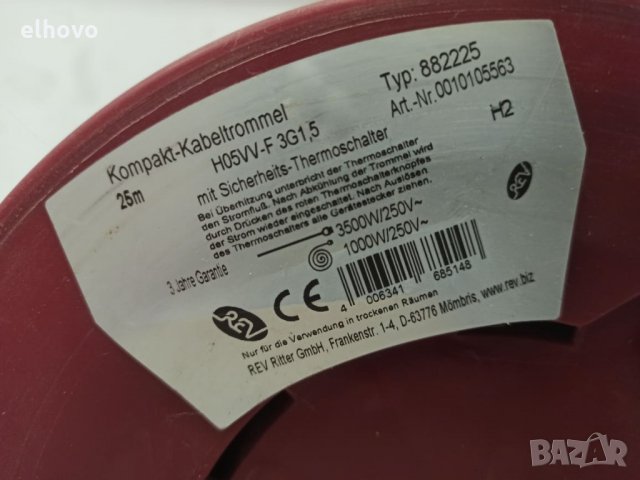 elhovo
Kompakt-Kabeltrommel
25m
H05VV-F 3G1,5
mit Sicherheits-Thermoschalter
Typ: 882225
Art.-Nr. 0010105563
H2
Bei Überhitzung unterbricht der Thermoschalter
den Stromfluß. Nach Abkühlung der Trommel wird
durch Drücken des roten Thermoschalterknopfes
der Strom wieder eingeschaltet. Nach Auslösen
des Thermoschalters alle Gerätestecker ziehen.
3500W/250V~
1000W/250V~
3 Jahre Garantie
REV
REV
CE
4 006341 685148
Nur für die Verwendung in trockenen Räumen
REV Ritter GmbH, Frankenstr. 1-4, D-63776 Mömbris, www.rev.biz
BAZAR